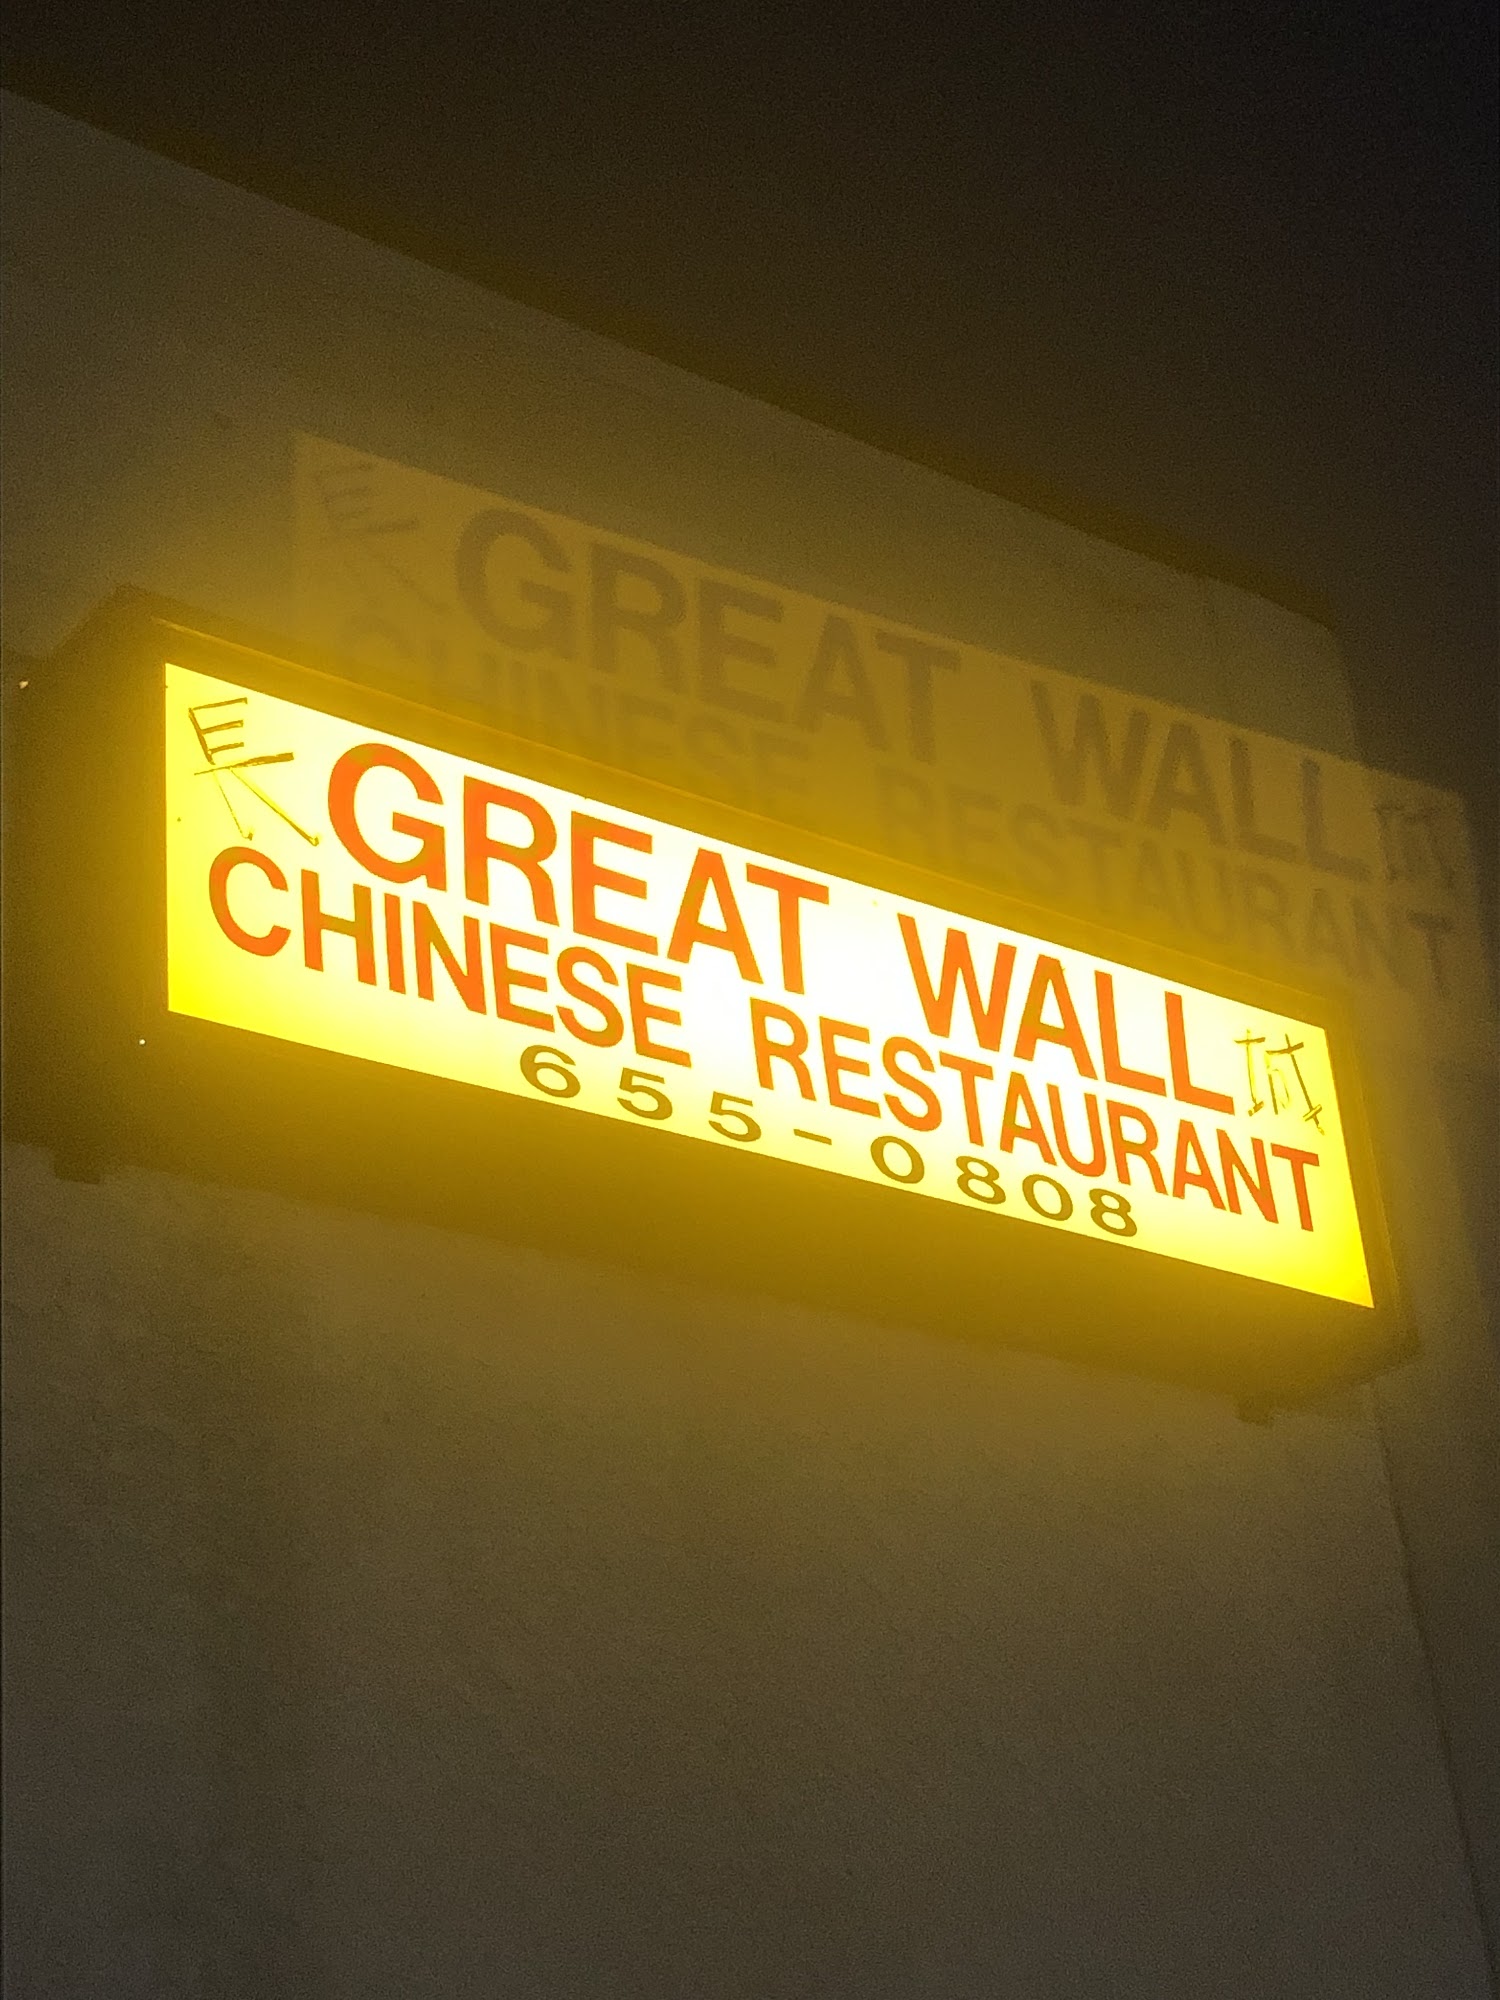 長 GREAT WALL 城
CHINESE RESTAURANT
655-0808